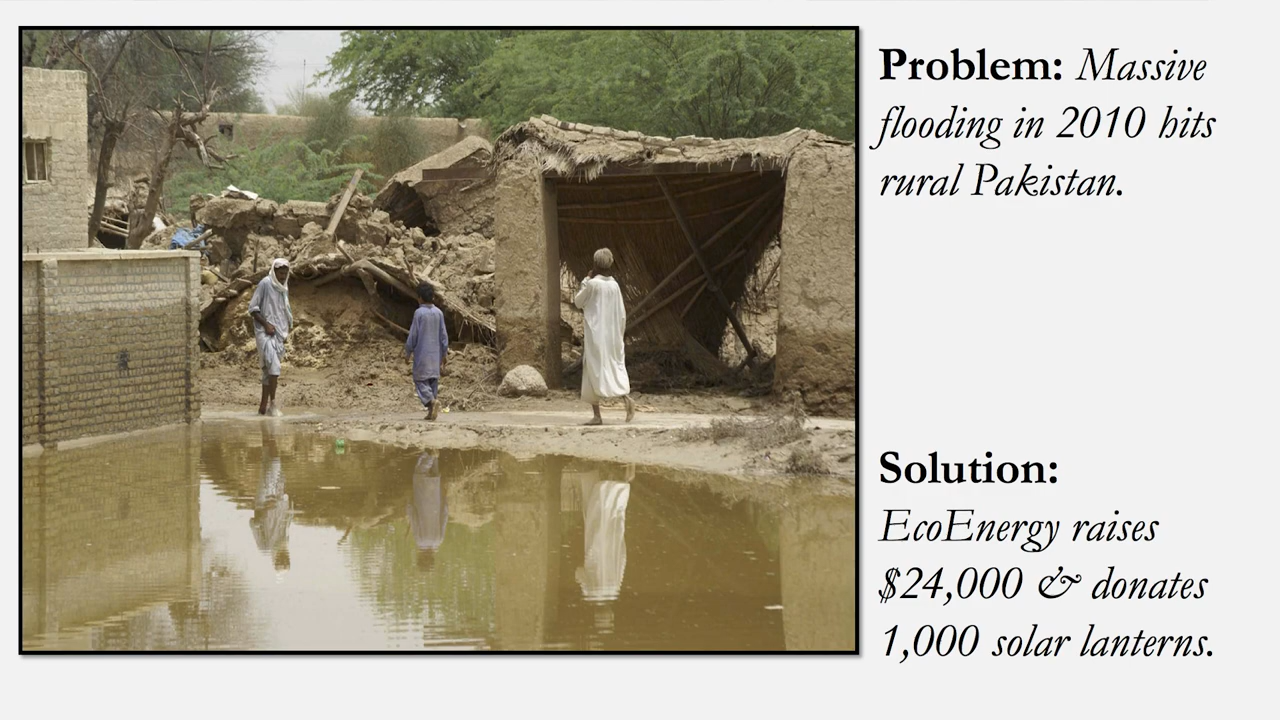 Problem: Massive
flooding in 2010 hits
rural Pakistan.
Solution:
EcoEnergy raises
$24,000 & donates
1,000 solar lanterns.